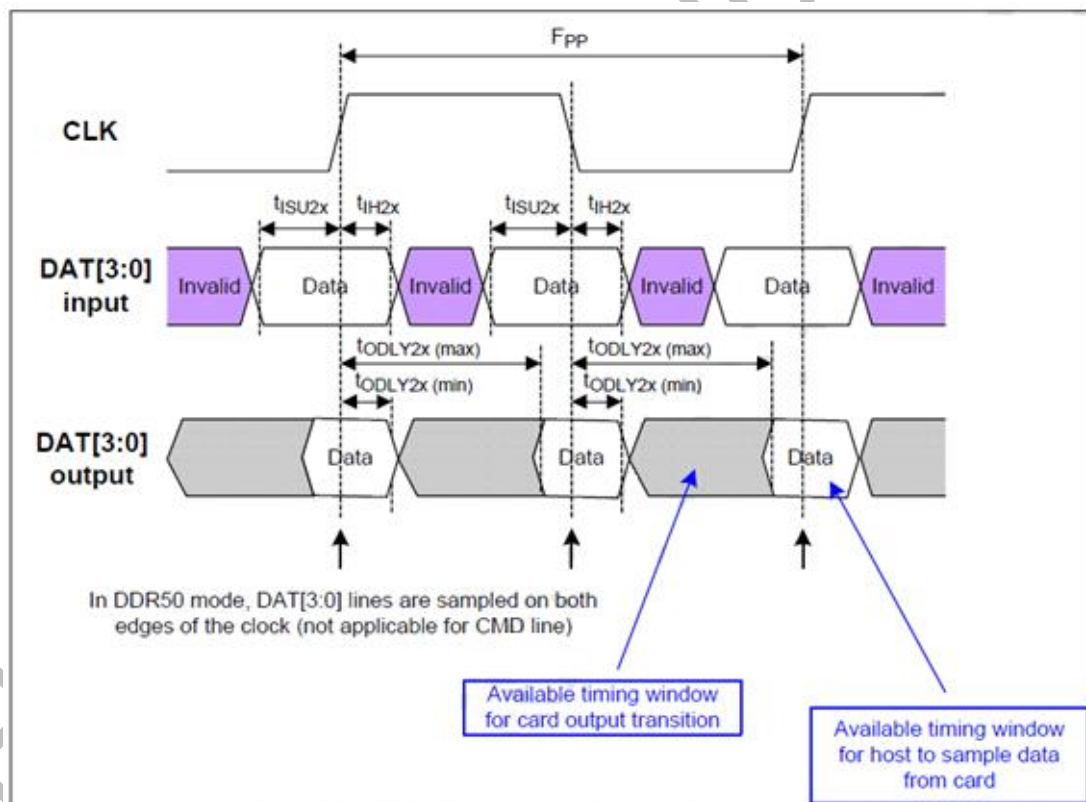 FPP
CLK
tISU2x tIH2x tISU2x tIH2x
DAT[3:0]
input
Invalid Data Invalid Data Invalid Data Invalid
tODLY2x (max) tODLY2x (max)
tODLY2x (min) tODLY2x (min)
DAT[3:0]
output
Data Data Data
In DDR50 mode, DAT[3:0] lines are sampled on both
edges of the clock (not applicable for CMD line)
Available timing window
for card output transition
Available timing window
for host to sample data
from card